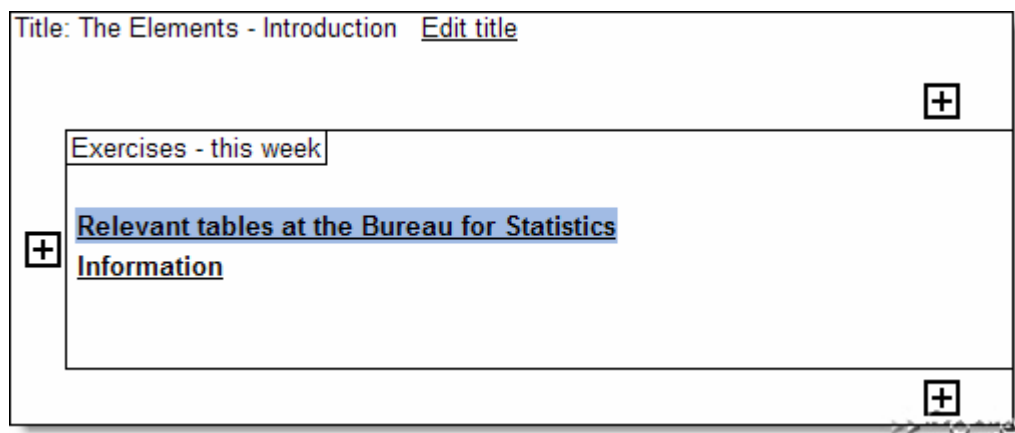 Title: The Elements - Introduction Edit title
Exercises - this week
Relevant tables at the Bureau for Statistics
Information